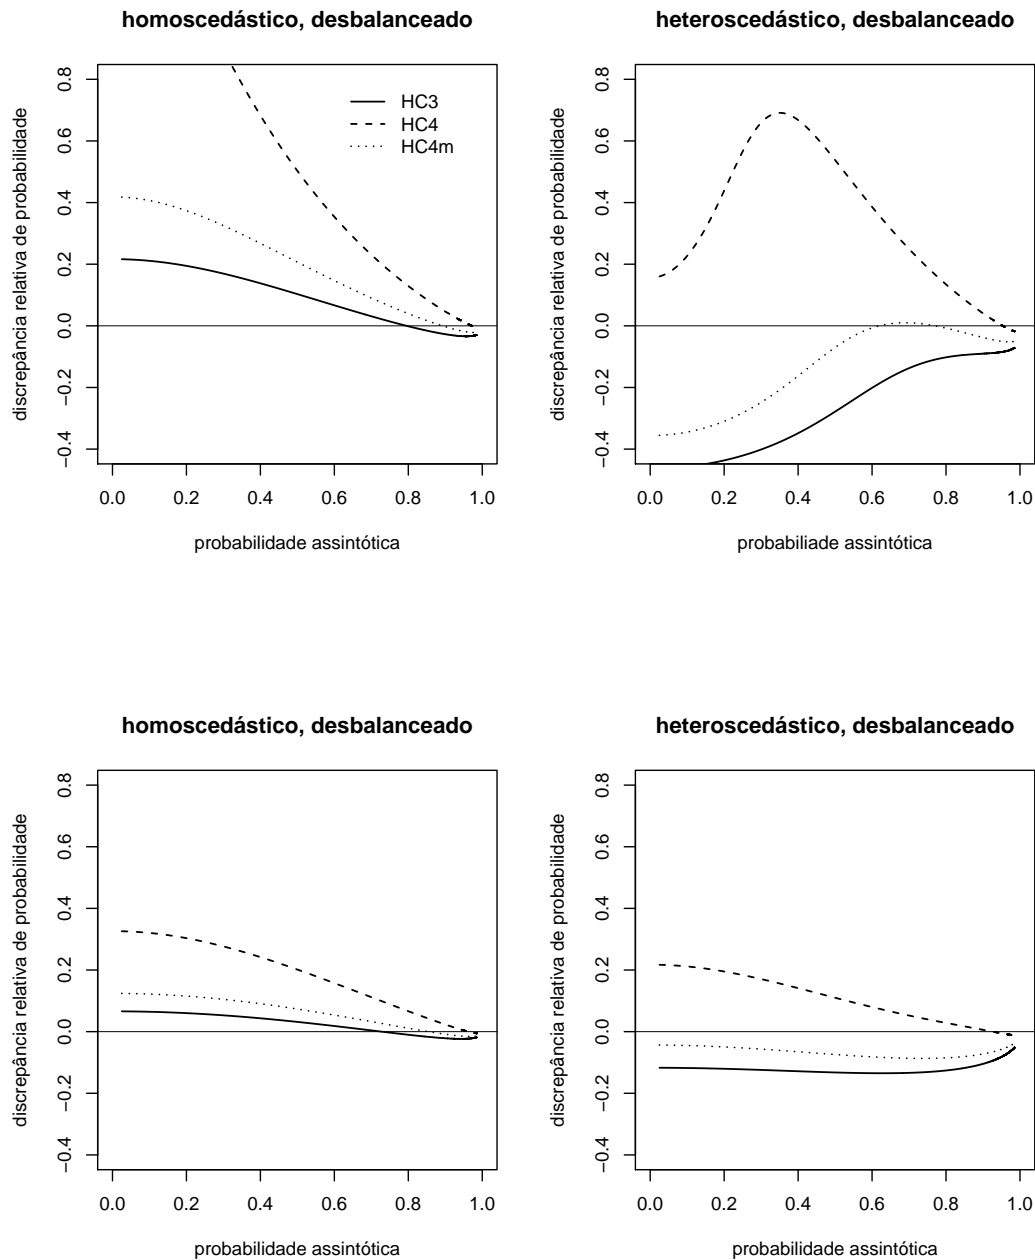 homoscedástico, desbalanceado
discrepância relativa de probabilidade
0.8
0.6
0.4
0.2
0.0
−0.2
−0.4
HC3
HC4
HC4m
0.0 0.2 0.4 0.6 0.8 1.0
probabilidade assintótica
heteroscedástico, desbalanceado
discrepância relativa de probabilidade
0.8
0.6
0.4
0.2
0.0
−0.2
−0.4
0.0 0.2 0.4 0.6 0.8 1.0
probabiliade assintótica
homoscedástico, desbalanceado
discrepância relativa de probabilidade
0.8
0.6
0.4
0.2
0.0
−0.2
−0.4
0.0 0.2 0.4 0.6 0.8 1.0
probabilidade assintótica
heteroscedástico, desbalanceado
discrepância relativa de probabilidade
0.8
0.6
0.4
0.2
0.0
−0.2
−0.4
0.0 0.2 0.4 0.6 0.8 1.0
probabilidade assintótica